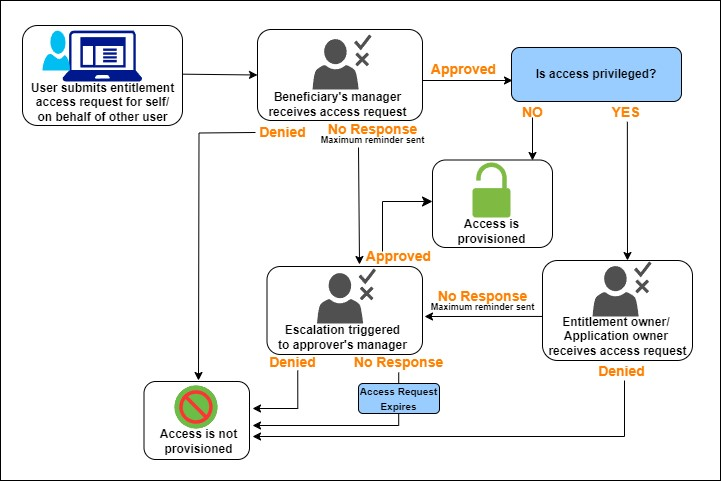 User submits entitlement
access request for self/
on behalf of other user
Beneficiary's manager
receives access request
Approved
Is access privileged?
Denied
No Response
Maximum reminder sent
NO
YES
Access is
provisioned
Approved
Escalation triggered
to approver's manager
No Response
Maximum reminder sent
Entitlement owner/
Application owner
receives access request
Denied
No Response
Denied
Access Request
Expires
Access is not
provisioned